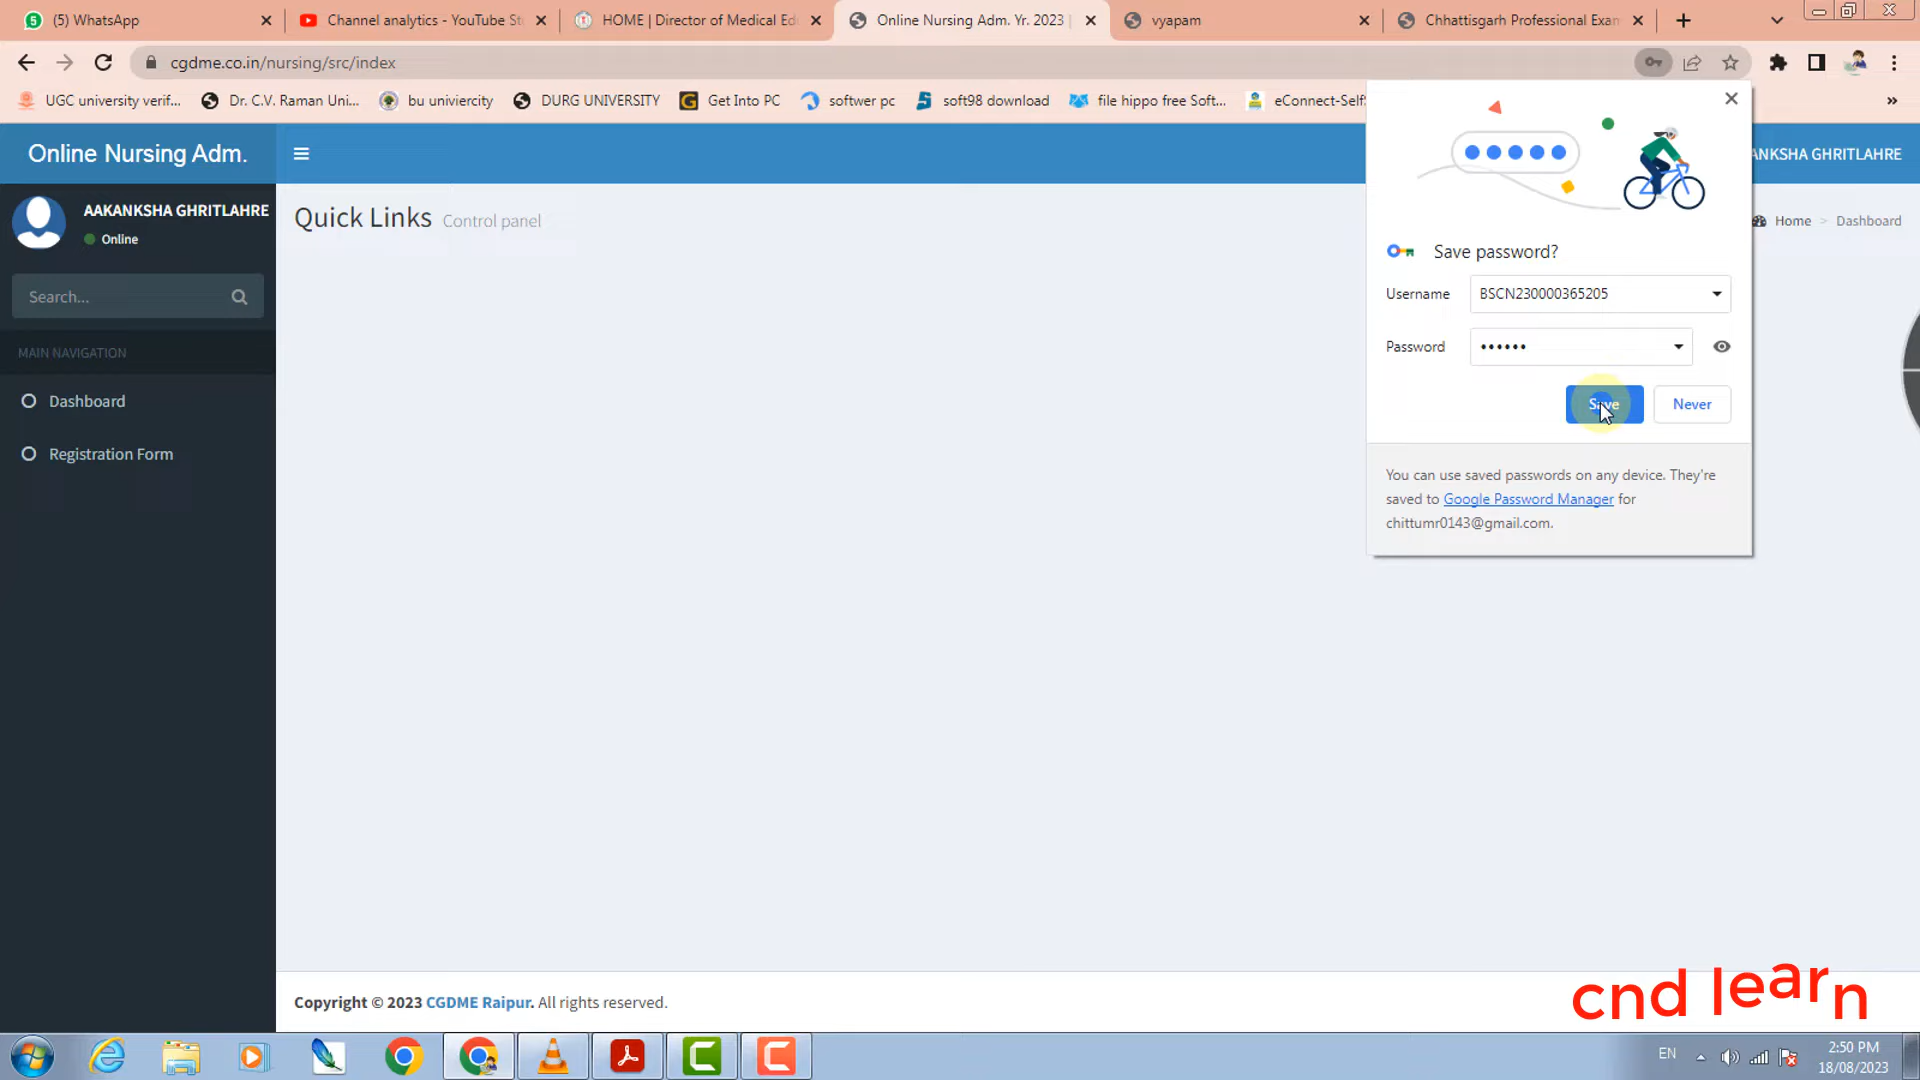 (5) WhatsApp
Channel analytics - YouTube St
HOME | Director of Medical Ed
Online Nursing Adm. Yr. 2023 |
vyapam
Chhattisgarh Professional Exam
cgdme.co.in/nursing/src/index
UGC university verif...
Dr. C.V. Raman Uni...
bu univiercity
DURG UNIVERSITY
Get Into PC
softwer pc
soft98 download
file hippo free Soft...
eConnect-Self
»
Online Nursing Adm.
ANKSHA GHRITLAHRE
AAKANKSHA GHRITLAHRE
Online
Search...
MAIN NAVIGATION
Dashboard
Registration Form
Quick Links Control panel
Home > Dashboard
Save password?
Username BSCN230000365205
Password ••••••
Save Never
You can use saved passwords on any device. They're
saved to Google Password Manager for
chittumr0143@gmail.com.
Copyright © 2023 CGDME Raipur. All rights reserved.
cnd learn
EN
2:50 PM
18/08/2023